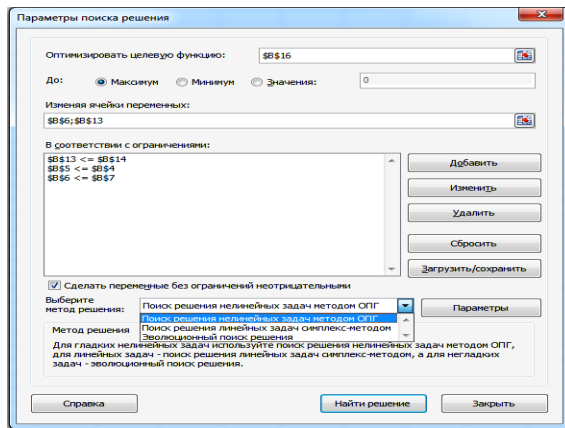 Параметры поиска решения
Оптимизировать целевую функцию: $B$16
До: Максимум Минимум Значения: 0
Изменяя ячейки переменных:
$B$6;$B$13
В соответствии с ограничениями:
$B$13 <= $B$14
$B$5 <= $B$4
$B$6 <= $B$7
Добавить
Изменить
Удалить
Сбросить
Загрузить/сохранить
Сделать переменные без ограничений неотрицательными
Выберите
метод решения:
Поиск решения нелинейных задач методом ОПГ
Параметры
Поиск решения нелинейных задач методом ОПГ
Поиск решения линейных задач симплекс-методом
Эволюционный поиск решения
Метод решения
Для гладких нелинейных задач используйте поиск решения нелинейных задач методом ОПГ,
для линейных задач - поиск решения линейных задач симплекс-методом, а для негладких
задач - эволюционный поиск решения.
Справка
Найти решение
Закрыть